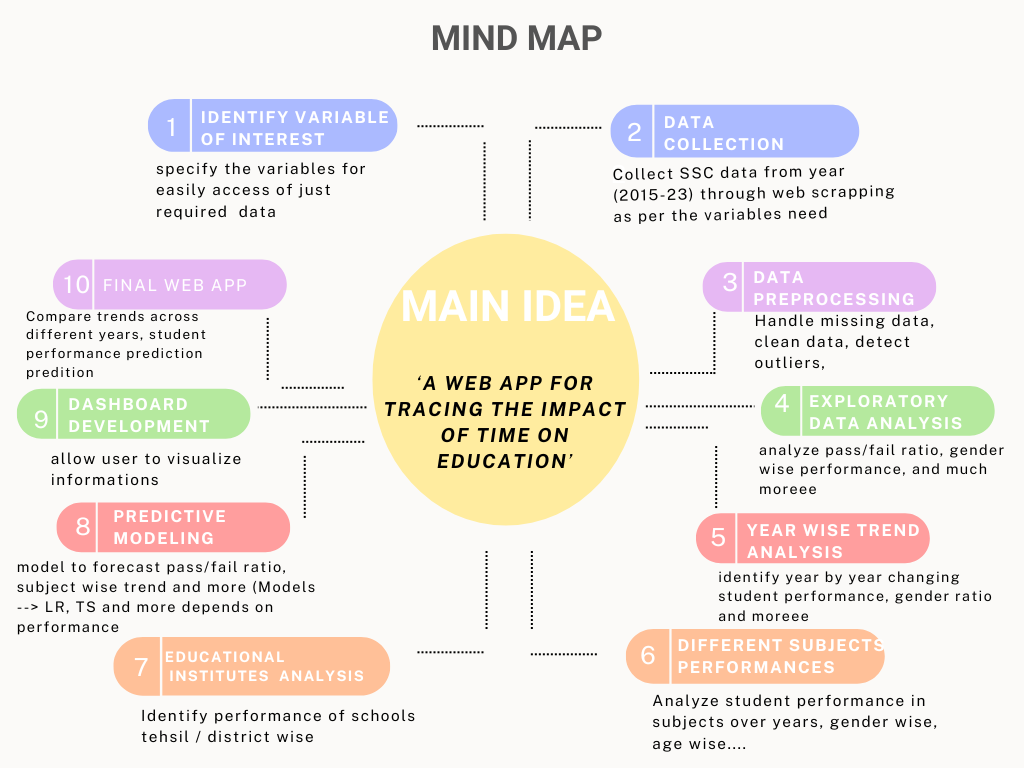 MIND MAP
1
IDENTIFY VARIABLE
OF INTEREST
specify the variables for
easily access of just
required data
2
DATA
COLLECTION
Collect SSC data from year
(2015-23) through web scrapping
as per the variables need
10
FINAL WEB APP
Compare trends across
different years, student
performance prediction
predition
MAIN IDEA
‘A WEB APP FOR
TRACING THE IMPACT
OF TIME ON
EDUCATION’
3
DATA
PREPROCESSING
Handle missing data,
clean data, detect
outliers,
9
DASHBOARD
DEVELOPMENT
allow user to visualize
informations
4
EXPLORATORY
DATA ANALYSIS
analyze pass/fail ratio, gender
wise performance, and much
moreee
8
PREDICTIVE
MODELING
model to forecast pass/fail ratio,
subject wise trend and more (Models
--> LR, TS and more depends on
performance
5
YEAR WISE TREND
ANALYSIS
identify year by year changing
student performance, gender ratio
and moreee
7
EDUCATIONAL
INSTITUTES ANALYSIS
Identify performance of schools
tehsil / district wise
6
DIFFERENT SUBJECTS
PERFORMANCES
Analyze student performance in
subjects over years, gender wise,
age wise....